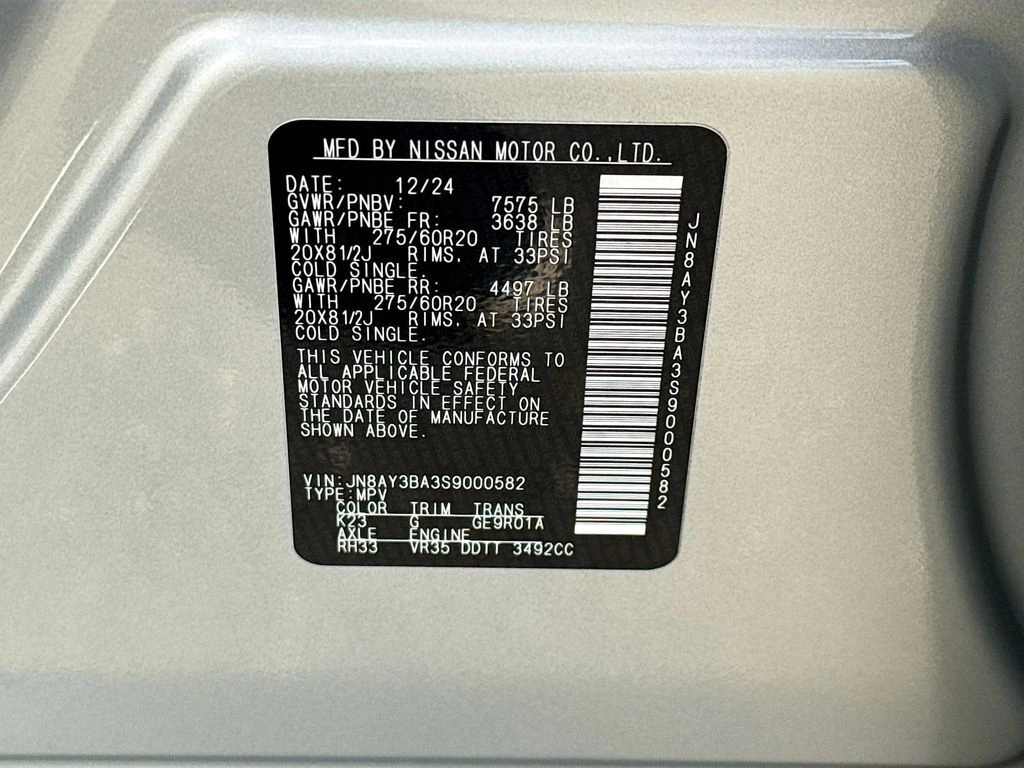 MFD BY NISSAN MOTOR CO.,LTD.
DATE: 12/24
GVWR/PNBV: 7575 LB
GAWR/PNBE FR: 3638 LB
WITH 275/60R20 TIRES
20X81/2J RIMS, AT 33PSI
COLD SINGLE.
GAWR/PNBE RR: 4497 LB
WITH 275/60R20 TIRES
20X81/2J RIMS, AT 33PSI
COLD SINGLE.
THIS VEHICLE CONFORMS TO
ALL APPLICABLE FEDERAL
MOTOR VEHICLE SAFETY
STANDARDS IN EFFECT ON
THE DATE OF MANUFACTURE
SHOWN ABOVE.
VIN:JN8AY3BA3S9000582
TYPE:MPV
COLOR TRIM TRANS
K23 G GE9R01A
AXLE ENGINE
RH33 VR35 DDTT 3492CC
JN8AY3BA3S9000582